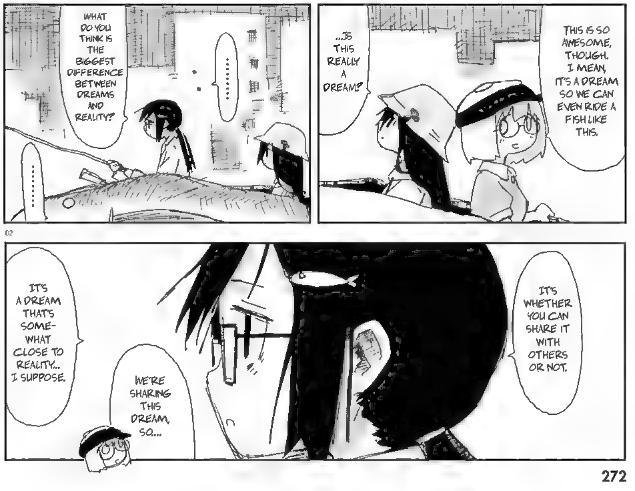 THIS IS SO
AWESOME,
THOUGH.
I MEAN,
IT'S A DREAM
SO WE CAN
EVEN RIDE A
FISH LIKE
THIS.
...IS
THIS
REALLY
A
DREAM?
........
WHAT
DO YOU
THINK IS
THE
BIGGEST
DIFFERENCE
BETWEEN
DREAMS
AND
REALITY?
........
02
IT'S
WHETHER
YOU CAN
SHARE IT
WITH
OTHERS
OR NOT.
WE'RE
SHARING
THIS
DREAM,
SO....
IT'S
A DREAM
THAT'S
SOME-
WHAT
CLOSE TO
REALITY...
I SUPPOSE.
272